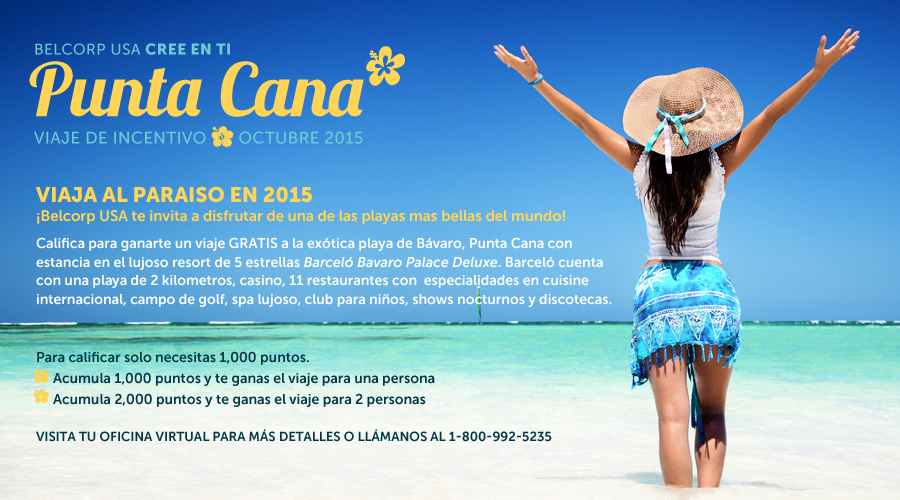 BELCORP USA CREE EN TI
Punta Cana
VIAJE DE INCENTIVO OCTUBRE 2015
VIAJA AL PARAISO EN 2015
¡Belcorp USA te invita a disfrutar de una de las playas mas bellas del mundo!
Califica para ganarte un viaje GRATIS a la exótica playa de Bávaro, Punta Cana con
estancia en el lujoso resort de 5 estrellas Barceló Bavaro Palace Deluxe. Barceló cuenta
con una playa de 2 kilometros, casino, 11 restaurantes con especialidades en cuisine
internacional, campo de golf, spa lujoso, club para niños, shows nocturnos y discotecas.
Para calificar solo necesitas 1,000 puntos.
Acumula 1,000 puntos y te ganas el viaje para una persona
Acumula 2,000 puntos y te ganas el viaje para 2 personas
VISITA TU OFICINA VIRTUAL PARA MÁS DETALLES O LLÁMANOS AL 1-800-992-5235